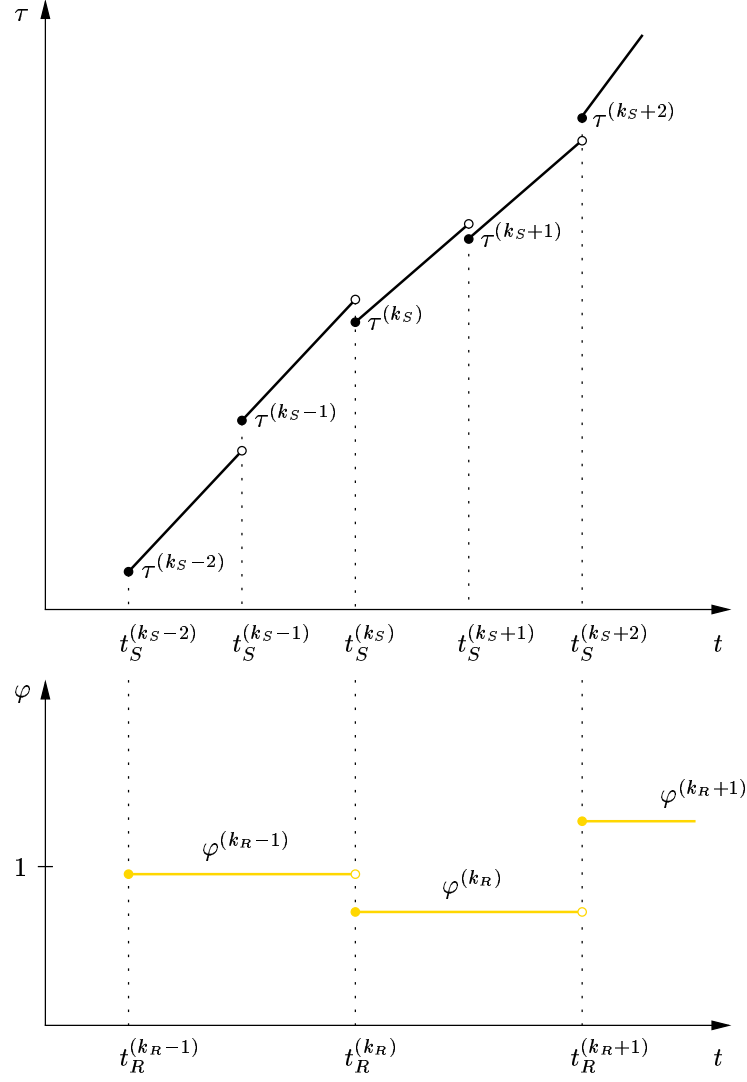 τ
τ^(k_S+2)
τ^(k_S+1)
τ^(k_S)
τ^(k_S−1)
τ^(k_S−2)
t_S^(k_S−2) t_S^(k_S−1) t_S^(k_S) t_S^(k_S+1) t_S^(k_S+2) t
φ
φ^(k_R+1)
φ^(k_R−1)
1
φ^(k_R)
t_R^(k_R−1) t_R^(k_R) t_R^(k_R+1) t